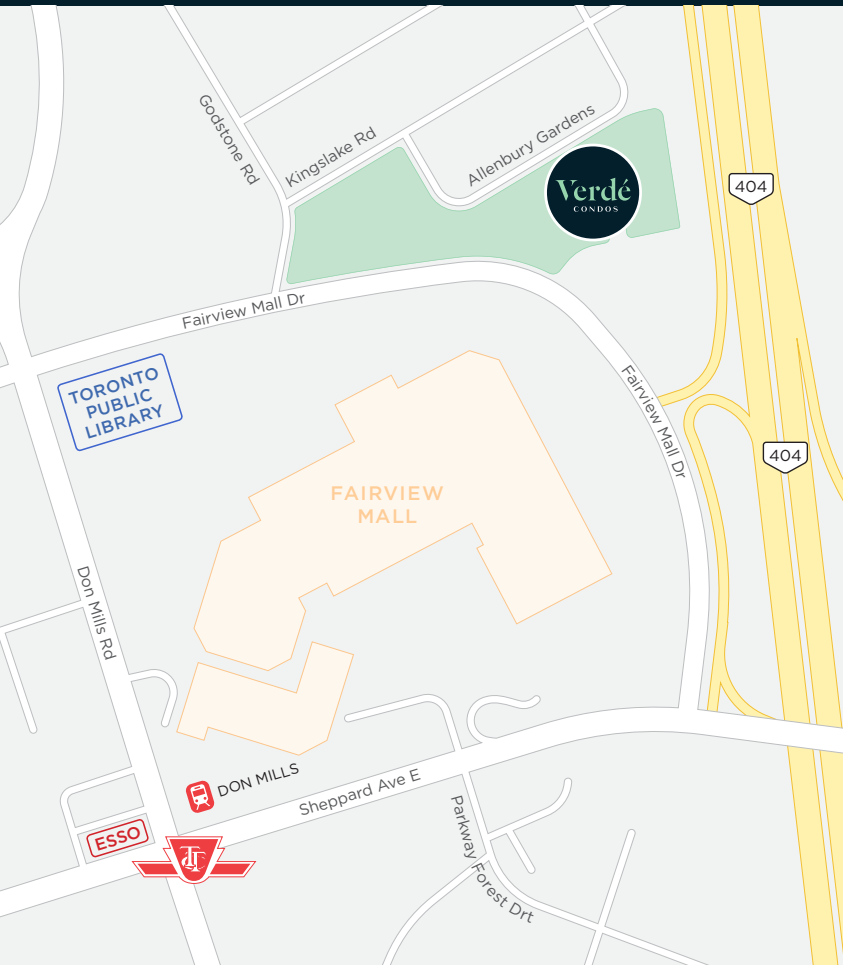 Godstone Rd
Kingslake Rd
Allenbury Gardens
Verdé
CONDOS
404
Fairview Mall Dr
TORONTO
PUBLIC
LIBRARY
Fairview Mall Dr
404
FAIRVIEW
MALL
Don Mills Rd
DON MILLS
Sheppard Ave E
ESSO
TTC
Parkway Forest Drt